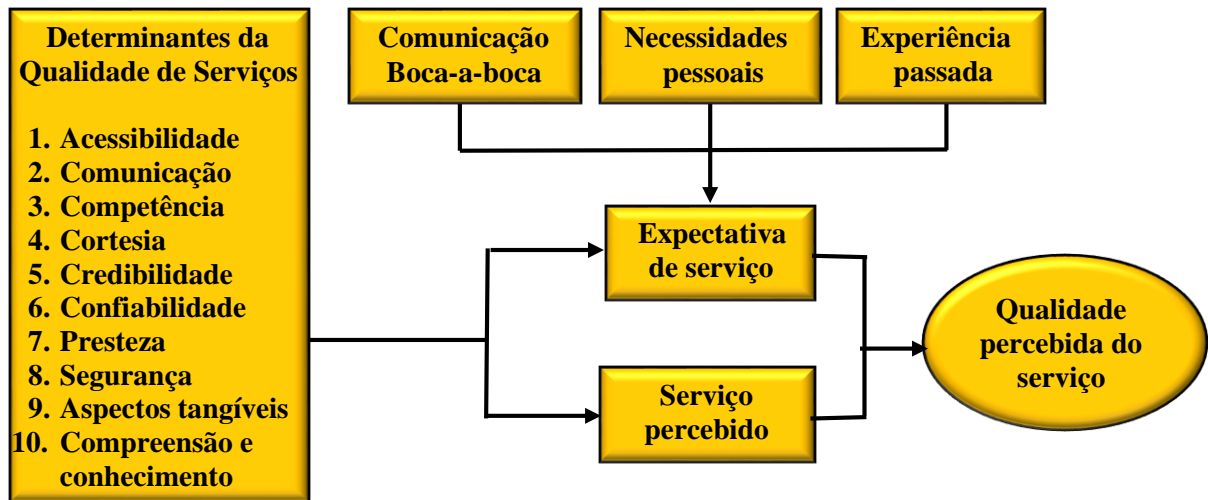 Determinantes da
Qualidade de Serviços
1. Acessibilidade
2. Comunicação
3. Competência
4. Cortesia
5. Credibilidade
6. Confiabilidade
7. Presteza
8. Segurança
9. Aspectos tangíveis
10. Compreensão e
conhecimento
Comunicação
Boca-a-boca
Necessidades
pessoais
Experiência
passada
Expectativa
de serviço
Serviço
percebido
Qualidade
percebida do
serviço